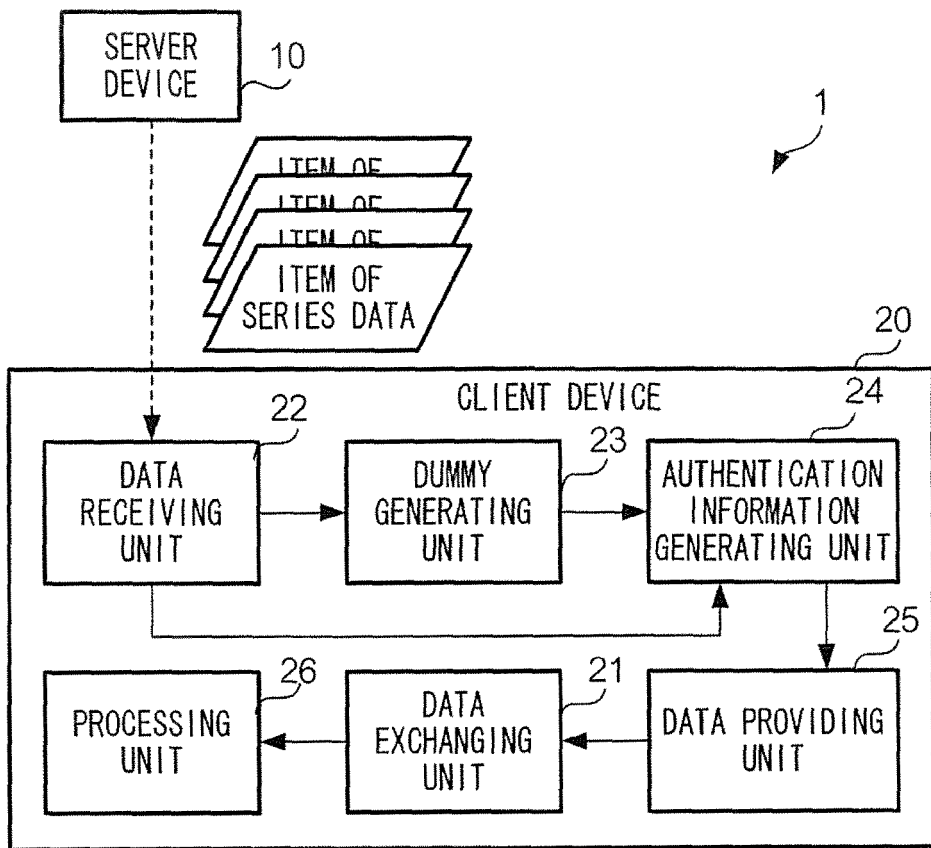 SERVER
DEVICE
10
1
ITEM OF
ITEM OF
ITEM OF
ITEM OF
SERIES DATA
20
CLIENT DEVICE
22
DATA
RECEIVING
UNIT
23
DUMMY
GENERATING
UNIT
24
AUTHENTICATION
INFORMATION
GENERATING UNIT
26
PROCESSING
UNIT
21
DATA
EXCHANGING
UNIT
25
DATA PROVIDING
UNIT